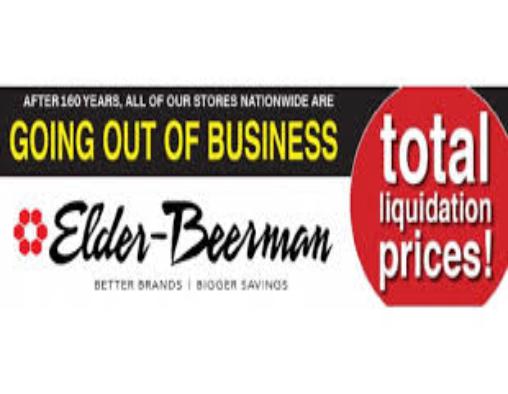 AFTER 160 YEARS, ALL OF OUR STORES NATIONWIDE ARE
GOING OUT OF BUSINESS
Elder-Beerman
BETTER BRANDS | BIGGER SAVINGS
total
liquidation
prices!